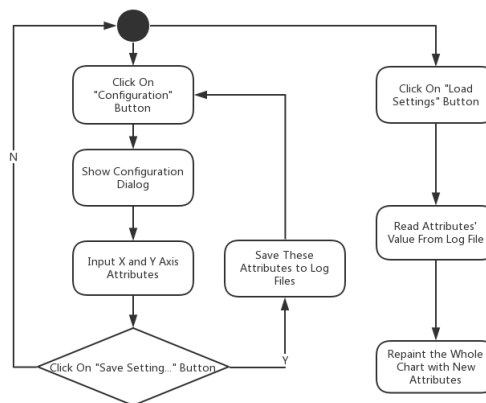 Click On
"Configuration"
Button
Click On "Load
Settings" Button
N
Show Configuration
Dialog
Read Attributes'
Value From Log File
Input X and Y Axis
Attributes
Save These
Attributes to Log
Files
Click On "Save Setting..." Button
Y
Repaint the Whole
Chart with New
Attributes